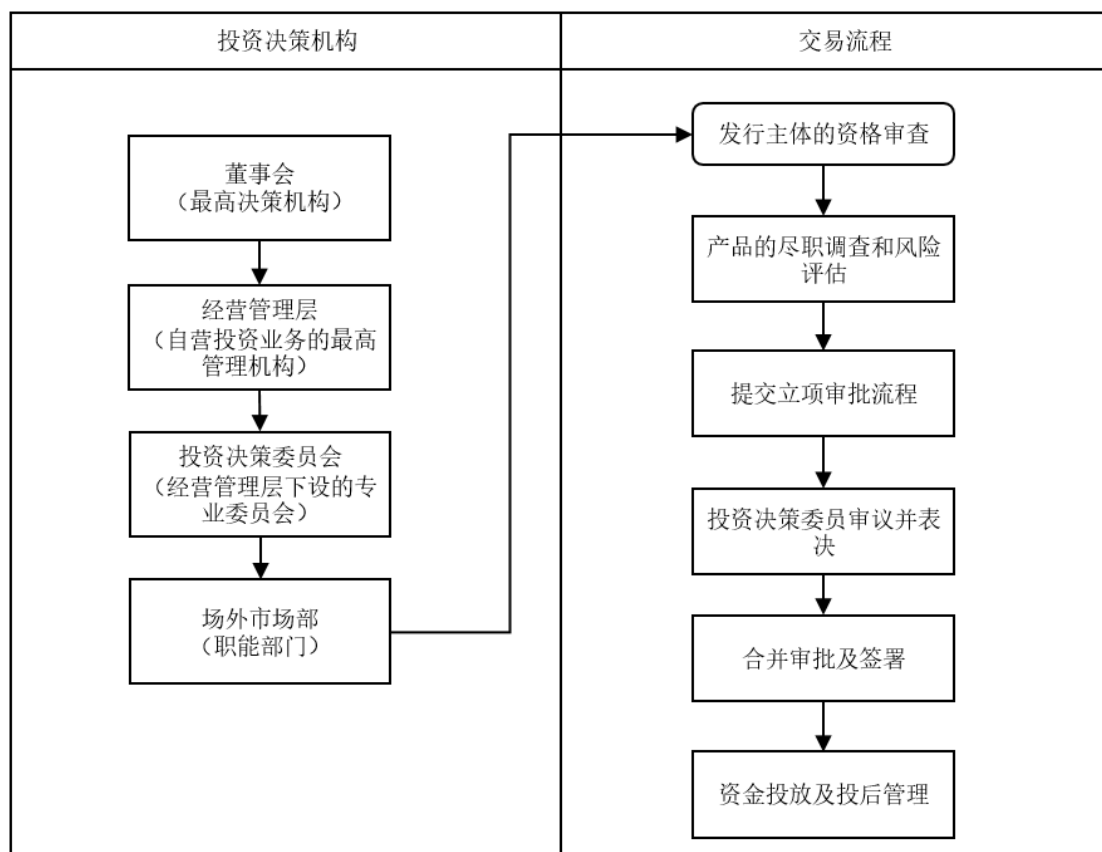 投资决策机构
交易流程
董事会
（最高决策机构）
经营管理层
（自营投资业务的最高
管理机构）
投资决策委员会
（经营管理层下设的专
业委员会）
场外市场部
（职能部门）
发行主体的资格审查
产品的尽职调查和风险
评估
提交立项审批流程
投资决策委员审议并表
决
合并审批及签署
资金投放及投后管理